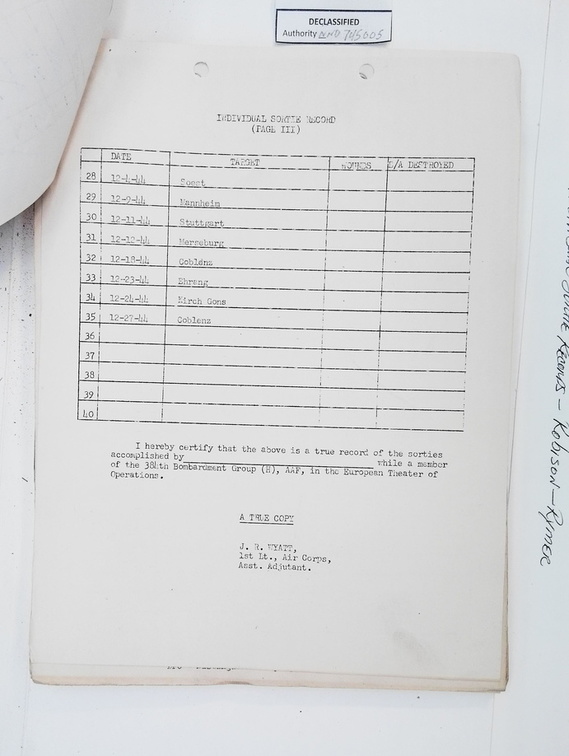 DECLASSIFIED
Authority NND 745005
INDIVIDUAL SORTIE RECORD
(PAGE III)
DATE TARGET ROUNDS E/A DESTROYED
28 12-4-44 Soest
29 12-9-44 Mannheim
30 12-11-44 Stuttgart
31 12-12-44 Merseburg
32 12-18-44 Coblenz
33 12-23-44 Ehrang
34 12-24-44 Kirch Gons
35 12-27-44 Coblenz
36
37
38
39
40
I hereby certify that the above is a true record of the sorties
accomplished by while a member
of the 384th Bombardment Group (H), AAF, in the European Theater of
Operations.
A TRUE COPY
J. R. WYATT,
1st Lt., Air Corps,
Asst. Adjutant.
Records - Robison - Rymer